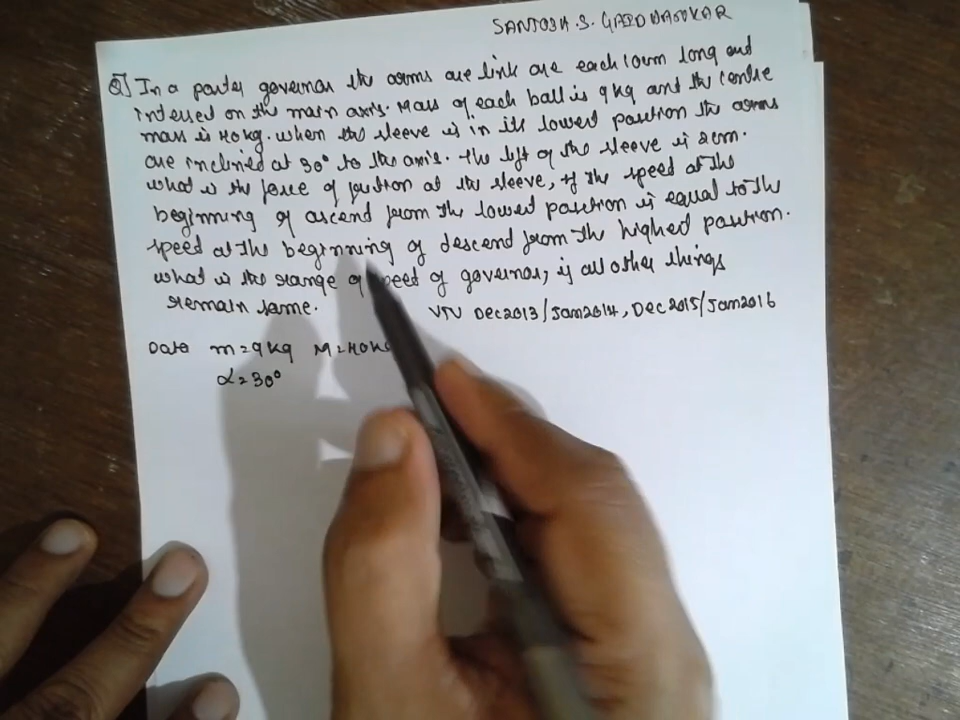 SANTOSH.S. GADDWADKAR
Q] In a porter governor the arms are link are each 10cm long and
intersect on the main axis. Mass of each ball is 9kg and the centre
mass is 40kg. when the sleeve is in its lowest position the arms
are inclined at 30° to the axis. the lift of the sleeve is 2cm.
what is the force of friction at the sleeve, if the speed at the
beginning of ascend from the lowest position is equal to the
speed at the beginning of descend from the highest position.
what is the range of speed of governor, if all other things
remain same. VTU Dec2013/Jan2014, Dec2015/Jan2016
Data m=9kg M=40kg
α=30°